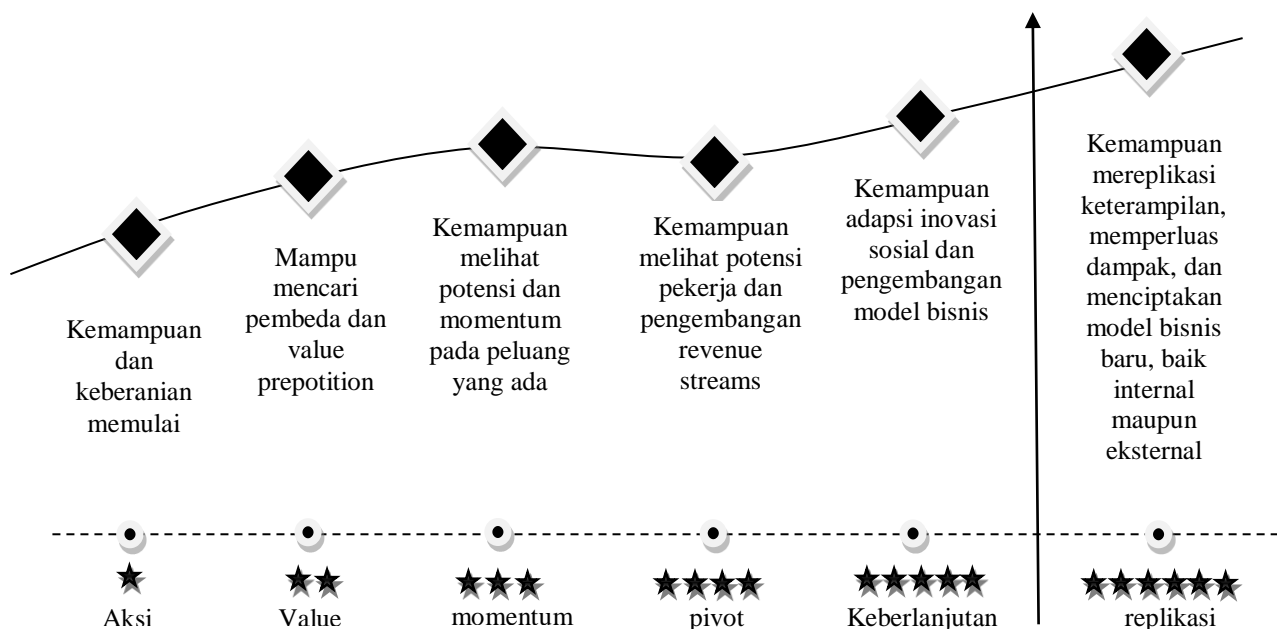 Kemampuan
dan
keberanian
memulai
Mampu
mencari
pembeda dan
value
prepotition
Kemampuan
melihat
potensi dan
momentum
pada peluang
yang ada
Kemampuan
melihat potensi
pekerja dan
pengembangan
revenue
streams
Kemampuan
adapsi inovasi
sosial dan
pengembangan
model bisnis
Kemampuan
mereplikasi
keterampilan,
memperluas
dampak, dan
menciptakan
model bisnis
baru, baik
internal
maupun
eksternal
Aksi
Value
momentum
pivot
Keberlanjutan
replikasi